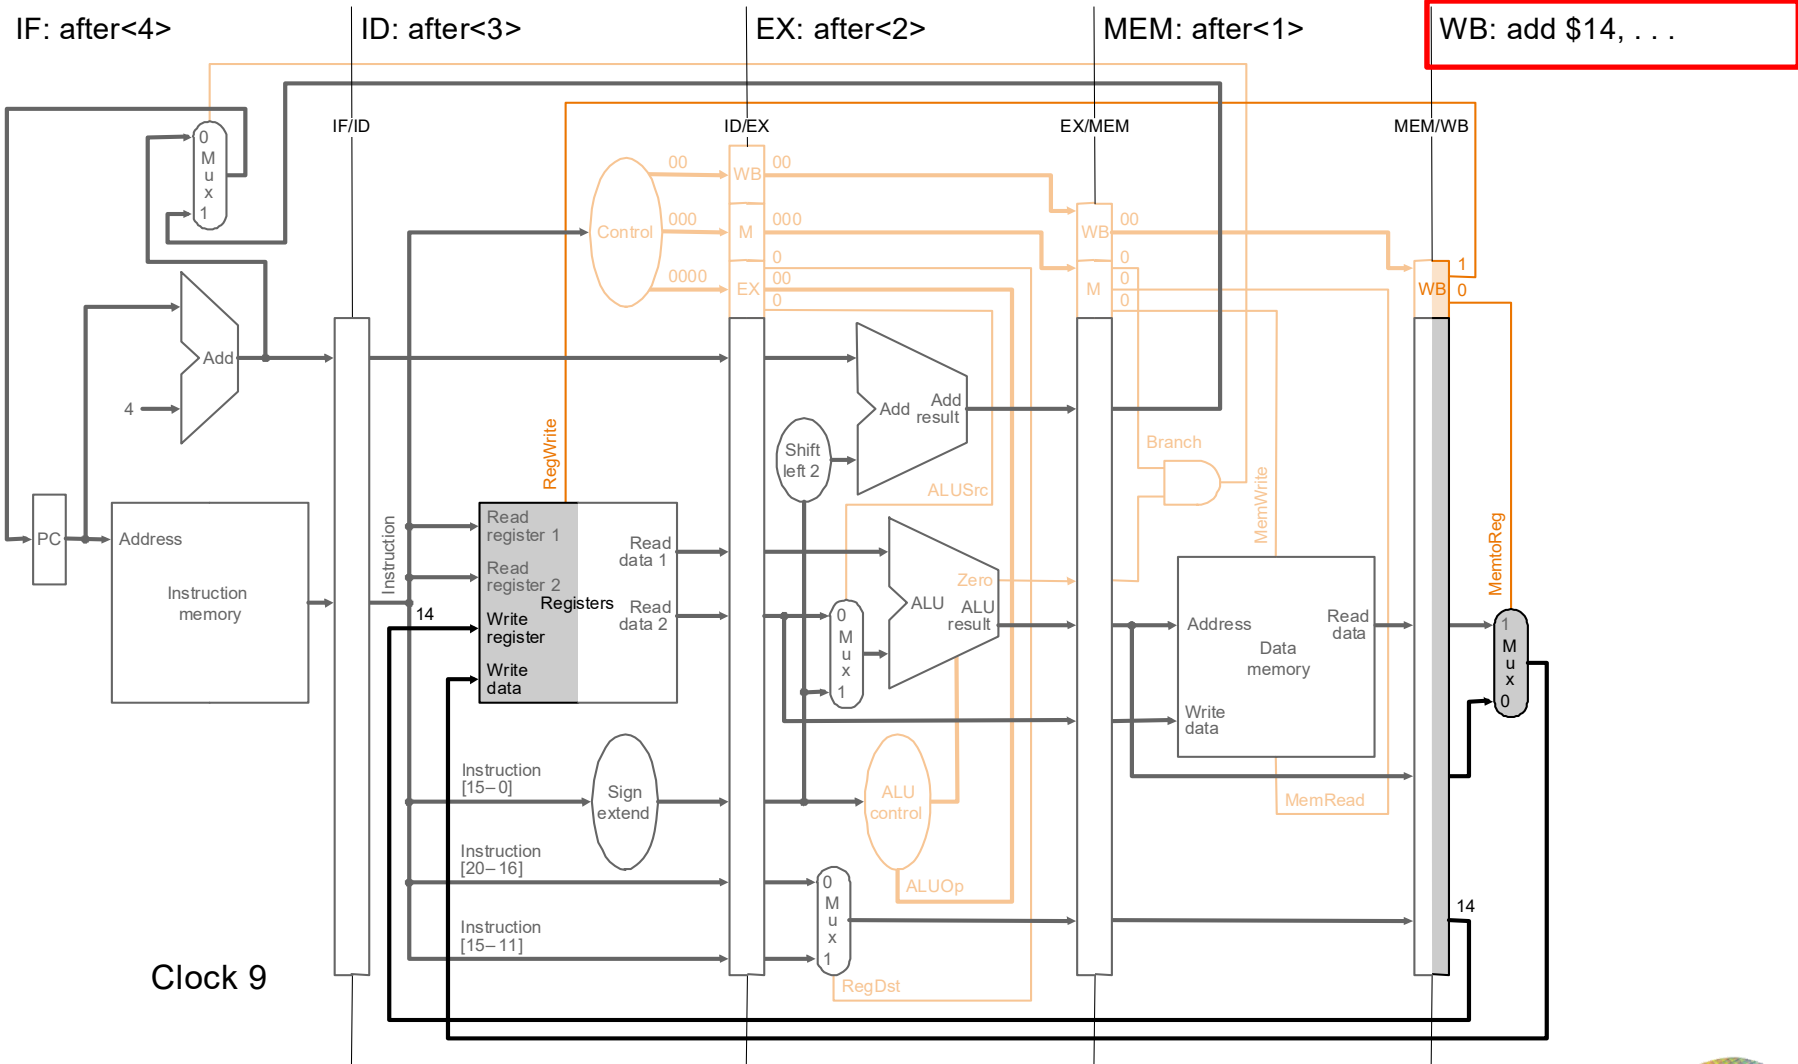 IF: after<4>
ID: after<3>
EX: after<2>
MEM: after<1>
WB: add $14, . . .
IF/ID
ID/EX
EX/MEM
MEM/WB
0
M
u
x
1
00
WB
00
000
M
000
0000
EX
0
00
0
Control
WB
00
M
0
0
0
WB
1
0
Add
4
Add
Add
result
Shift
left 2
RegWrite
ALUSrc
Branch
MemWrite
MemtoReg
PC
Address
Instruction
memory
Instruction
Read
register 1
Read
register 2
14
Write
register
Write
data
Registers
Read
data 1
Read
data 2
0
M
u
x
1
Zero
ALU
ALU
result
Address
Read
data
Data
memory
Write
data
1
M
u
x
0
Instruction
[15–0]
Sign
extend
ALU
control
MemRead
Instruction
[20–16]
ALUOp
0
M
u
x
1
14
Instruction
[15–11]
RegDst
Clock 9